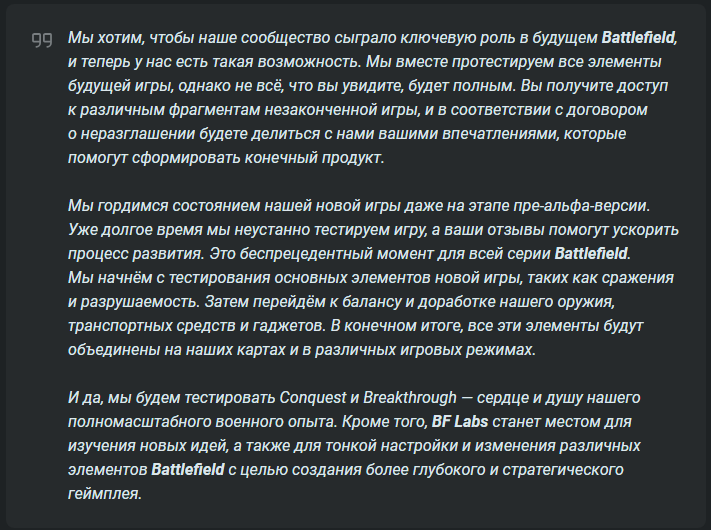 Мы хотим, чтобы наше сообщество сыграло ключевую роль в будущем Battlefield,
и теперь у нас есть такая возможность. Мы вместе протестируем все элементы
будущей игры, однако не всё, что вы увидите, будет полным. Вы получите доступ
к различным фрагментам незаконченной игры, и в соответствии с договором
о неразглашении будете делиться с нами вашими впечатлениями, которые
помогут сформировать конечный продукт.
Мы гордимся состоянием нашей новой игры даже на этапе пре-альфа-версии.
Уже долгое время мы неустанно тестируем игру, а ваши отзывы помогут ускорить
процесс развития. Это беспрецедентный момент для всей серии Battlefield.
Мы начнём с тестирования основных элементов новой игры, таких как сражения
и разрушаемость. Затем перейдём к балансу и доработке нашего оружия,
транспортных средств и гаджетов. В конечном итоге, все эти элементы будут
объединены на наших картах и в различных игровых режимах.
И да, мы будем тестировать Conquest и Breakthrough — сердце и душу нашего
полномасштабного военного опыта. Кроме того, BF Labs станет местом для
изучения новых идей, а также для тонкой настройки и изменения различных
элементов Battlefield с целью создания более глубокого и стратегического
геймплея.